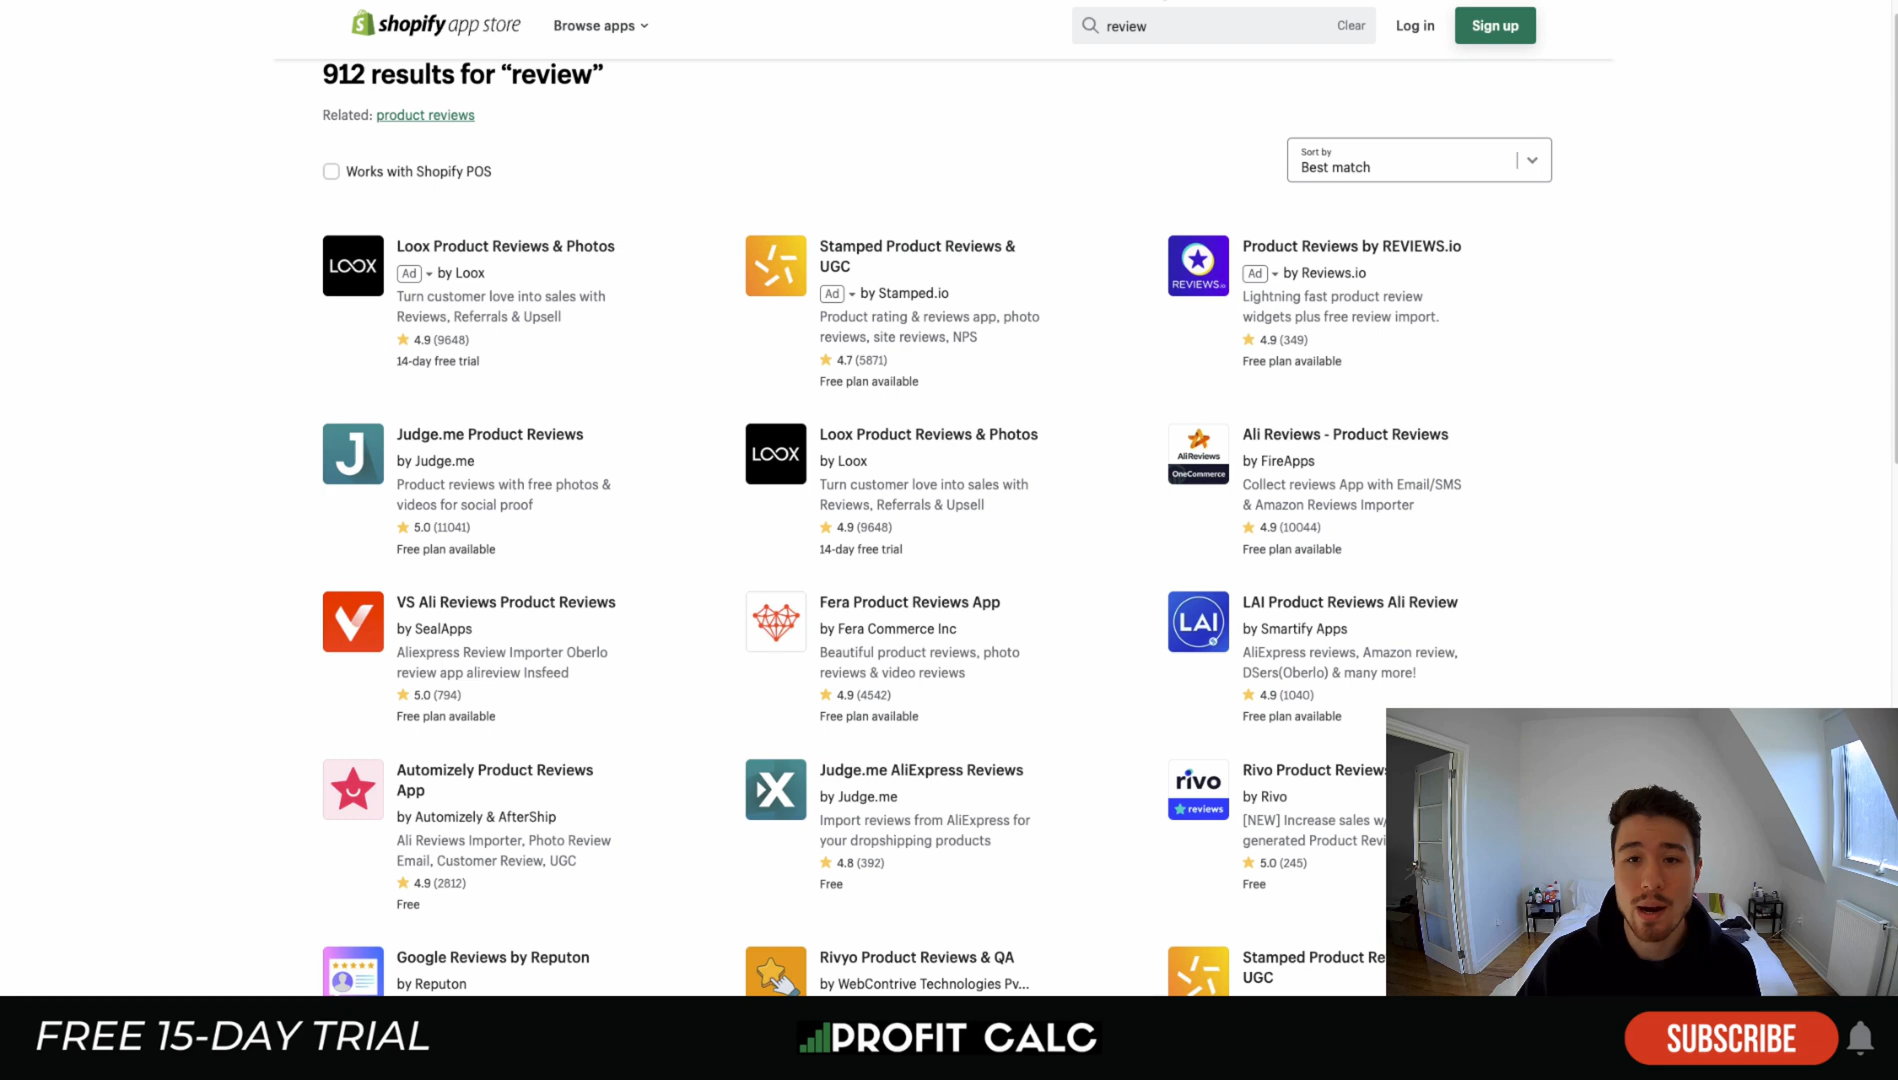 shopify app store
Browse apps
review
Clear
Log in
Sign up
912 results for “review”
Related: product reviews
Works with Shopify POS
Sort by
Best match
LOOX
Loox Product Reviews & Photos
Ad by Loox
Turn customer love into sales with
Reviews, Referrals & Upsell
4.9 (9648)
14-day free trial
Stamped Product Reviews &
UGC
Ad by Stamped.io
Product rating & reviews app, photo
reviews, site reviews, NPS
4.7 (5871)
Free plan available
REVIEWS.io
Product Reviews by REVIEWS.io
Ad by Reviews.io
Lightning fast product review
widgets plus free review import.
4.9 (349)
Free plan available
J
Judge.me Product Reviews
by Judge.me
Product reviews with free photos &
videos for social proof
5.0 (11041)
Free plan available
LOOX
Loox Product Reviews & Photos
by Loox
Turn customer love into sales with
Reviews, Referrals & Upsell
4.9 (9648)
14-day free trial
AliReviews
OneCommerce
Ali Reviews - Product Reviews
by FireApps
Collect reviews App with Email/SMS
& Amazon Reviews Importer
4.9 (10044)
Free plan available
VS Ali Reviews Product Reviews
by SealApps
Aliexpress Review Importer Oberlo
review app alireview Insfeed
5.0 (794)
Free plan available
Fera Product Reviews App
by Fera Commerce Inc
Beautiful product reviews, photo
reviews & video reviews
4.9 (4542)
Free plan available
LAI
LAI Product Reviews Ali Review
by Smartify Apps
AliExpress reviews, Amazon review,
DSers(Oberlo) & many more!
4.9 (1040)
Free plan available
Automizely Product Reviews
App
by Automizely & AfterShip
Ali Reviews Importer, Photo Review
Email, Customer Review, UGC
4.9 (2812)
Free
Judge.me AliExpress Reviews
by Judge.me
Import reviews from AliExpress for
your dropshipping products
4.8 (392)
Free
rivo
reviews
Rivo Product Reviews
by Rivo
[NEW] Increase sales w/
generated Product Revi
5.0 (245)
Free
Google Reviews by Reputon
by Reputon
Rivyo Product Reviews & QA
by WebContrive Technologies Pv...
Stamped Product Re
UGC
FREE 15-DAY TRIAL
PROFIT CALC
SUBSCRIBE